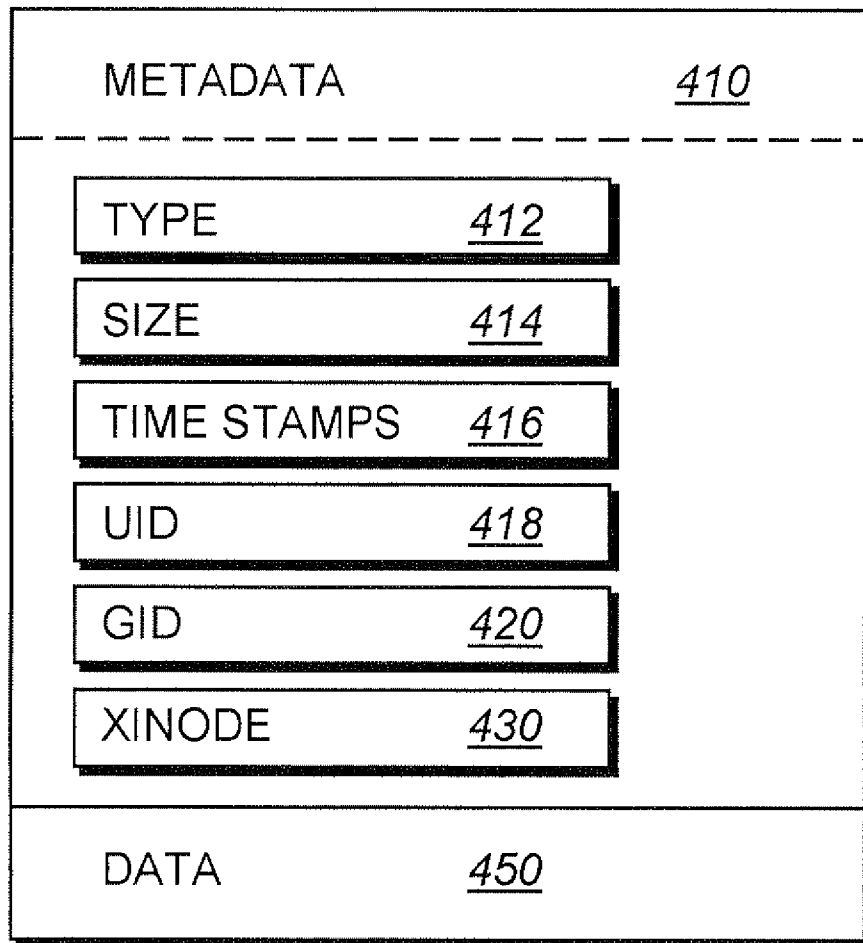 METADATA 410
TYPE 412
SIZE 414
TIME STAMPS 416
UID 418
GID 420
XINODE 430
DATA 450